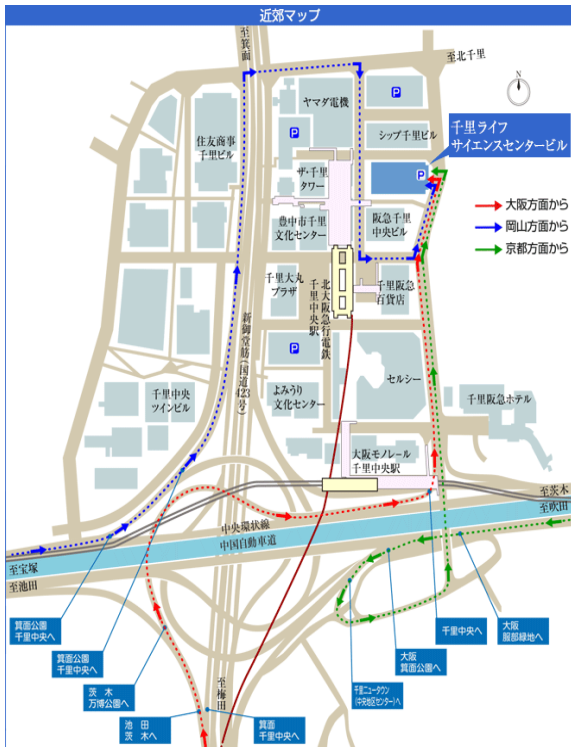 近郊マップ
至箕面
至北千里
N
ヤマダ電機
P
P
住友商事
千里ビル
シップ千里ビル
千里ライフ
サイエンスセンタービル
P
ザ・千里
タワー
豊中市千里
文化センター
阪急千里
中央ビル
大阪方面から
岡山方面から
京都方面から
千里大丸
プラザ
北大阪急行電鉄
千里中央駅
千里阪急
百貨店
新御堂筋(国道423号)
P
セルシー
千里中央
ツインビル
よみうり
文化センター
千里阪急ホテル
大阪モノレール
千里中央駅
至茨木
至吹田
中央環状線
中国自動車道
至宝塚
至池田
箕面公園
千里中央へ
箕面公園
千里中央へ
茨木
万博公園へ
池田
茨木へ
至梅田
箕面
千里中央へ
千里ニュータウン
(中央地区センター)へ
大阪
箕面公園へ
千里中央へ
大阪
服部緑地へ